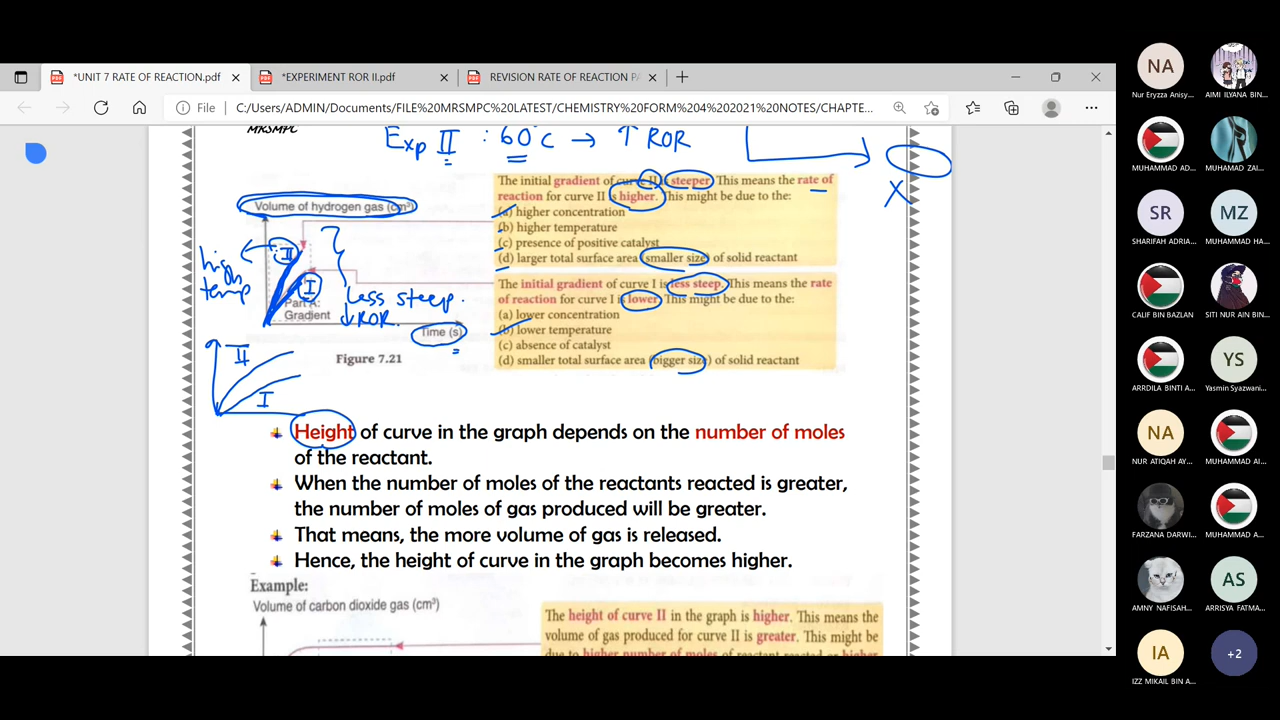 *UNIT 7 RATE OF REACTION.pdf
*EXPERIMENT ROR II.pdf
REVISION RATE OF REACTION PA
File
C:/Users/ADMIN/Documents/FILE%20MRSMPC%20LATEST/CHEMISTRY%20FORM%204%202021%20NOTES/CHAPTE...
MRSMPC
Exp II : 60°C → ↑ ROR
X
The initial gradient of curve II is steeper. This means the rate of
reaction for curve II is higher. This might be due to the:
(a) higher concentration
(b) higher temperature
(c) presence of positive catalyst
(d) larger total surface area (smaller size) of solid reactant
The initial gradient of curve I is less steep. This means the rate
of reaction for curve I is lower. This might be due to the:
(a) lower concentration
(b) lower temperature
(c) absence of catalyst
(d) smaller total surface area (bigger size) of solid reactant
Volume of hydrogen gas (cm³)
II
high
temp
I
less steep.
↓ROR.
Part A:
Gradient
Time (s)
Figure 7.21
II
I
Height of curve in the graph depends on the number of moles
of the reactant.
When the number of moles of the reactants reacted is greater,
the number of moles of gas produced will be greater.
That means, the more volume of gas is released.
Hence, the height of curve in the graph becomes higher.
Example:
Volume of carbon dioxide gas (cm³)
The height of curve II in the graph is higher. This means the
volume of gas produced for curve II is greater. This might be
due to higher number of moles of reactant reacted or higher
NA
Nur Eryzza Anisy...
AIMI ILYANA BIN...
MUHAMMAD AD...
MUHAMAD ZAI...
SR
SHARIFAH ADRIA...
MZ
MUHAMMAD HA...
CALIF BIN BAZLAN
SITI NUR AIN BIN...
ARRDILA BINTI A...
YS
Yasmin Syazwani...
NA
NUR ATIQAH AY...
MUHAMMAD AI...
FARZANA DARWI...
MUHAMMAD A...
AMNY NAFISAH...
AS
ARRISYA FATMA...
IA
IZZ MIKAIL BIN A...
+2